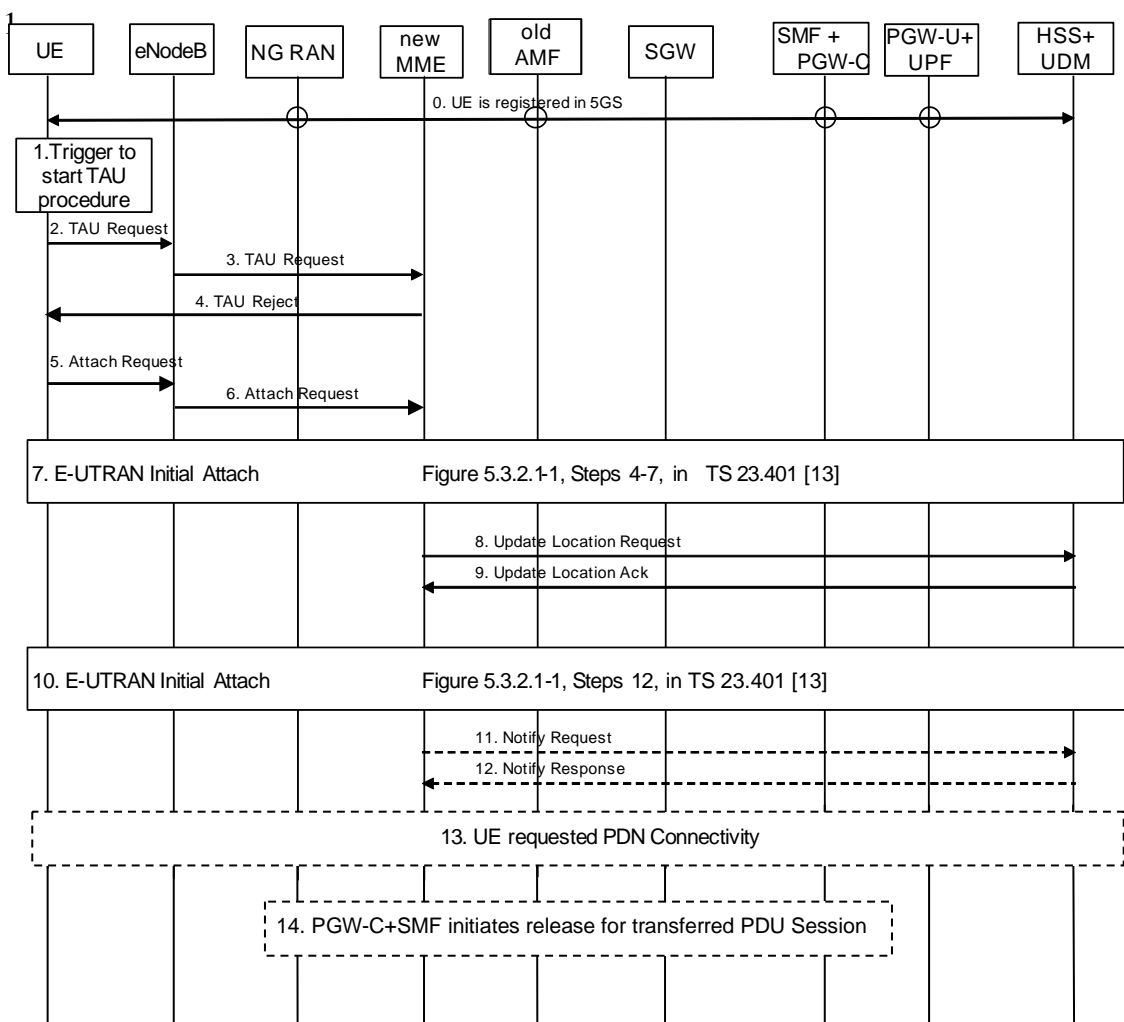 1
UE
eNodeB
NG RAN
new
MME
old
AMF
SGW
SMF +
PGW-C
PGW-U+
UPF
HSS+
UDM
0. UE is registered in 5GS
1.Trigger to
start TAU
procedure
2. TAU Request
3. TAU Request
4. TAU Reject
5. Attach Request
6. Attach Request
7. E-UTRAN Initial Attach Figure 5.3.2.1-1, Steps 4-7, in TS 23.401 [13]
8. Update Location Request
9. Update Location Ack
10. E-UTRAN Initial Attach Figure 5.3.2.1-1, Steps 12, in TS 23.401 [13]
11. Notify Request
12. Notify Response
13. UE requested PDN Connectivity
14. PGW-C+SMF initiates release for transferred PDU Session